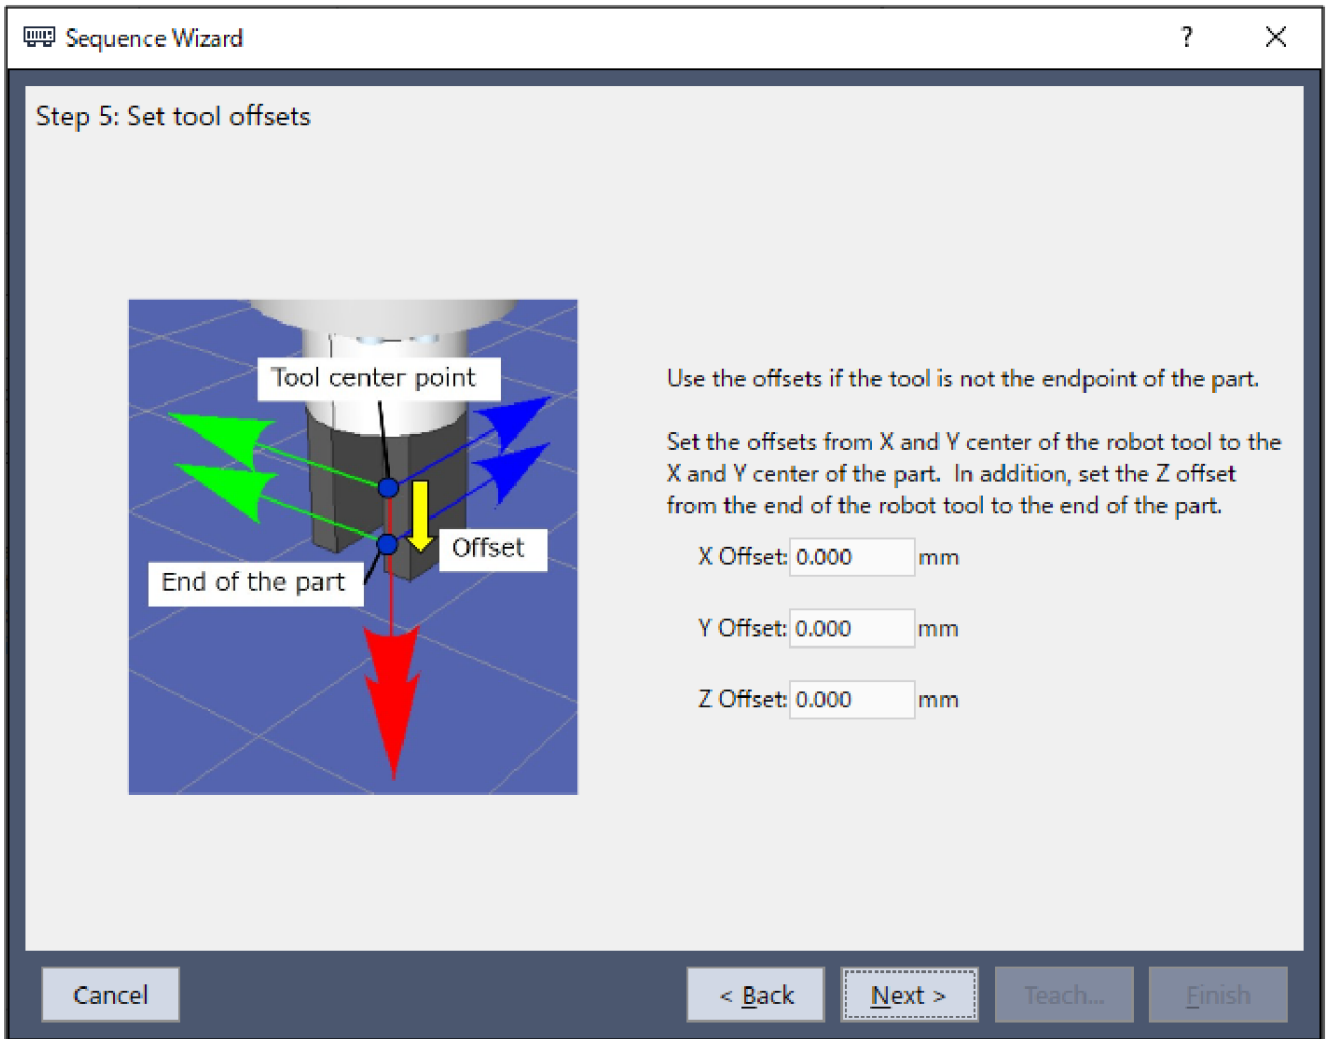 Sequence Wizard
?
Step 5: Set tool offsets
Tool center point
Offset
End of the part
Use the offsets if the tool is not the endpoint of the part.
Set the offsets from X and Y center of the robot tool to the
X and Y center of the part.  In addition, set the Z offset
from the end of the robot tool to the end of the part.
X Offset: 0.000 mm
Y Offset: 0.000 mm
Z Offset: 0.000 mm
Cancel
< Back
Next >
Teach...
Finish